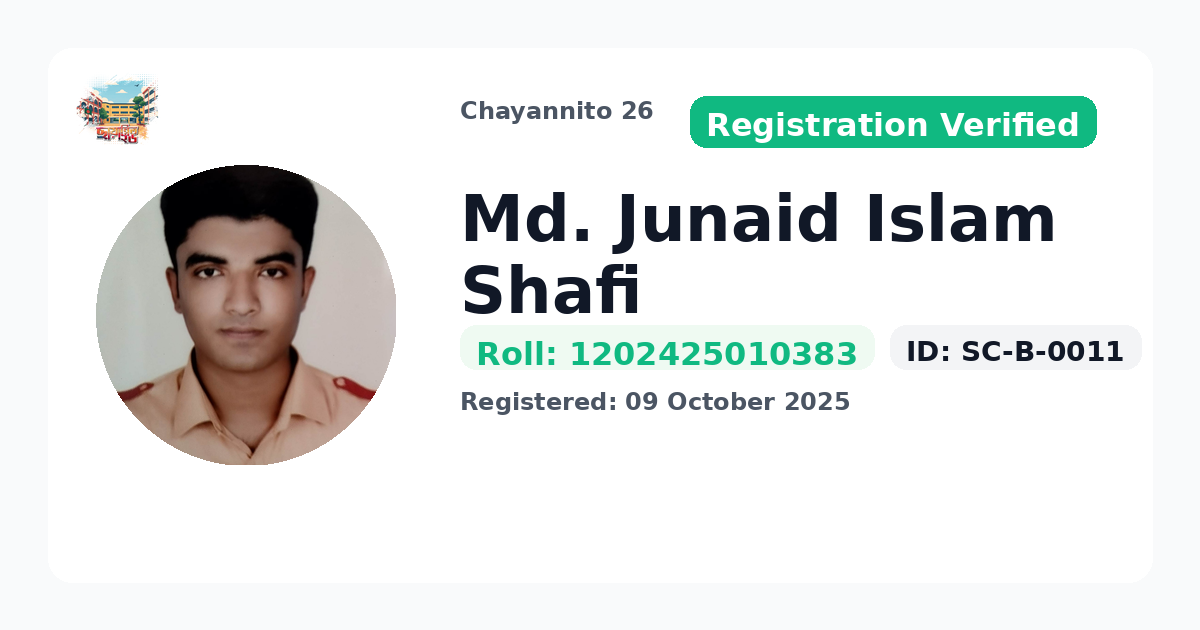 Chayannito 26
Registration Verified
Md. Junaid Islam
Shafi
Roll: 1202425010383
ID: SC-B-0011
Registered: 09 October 2025